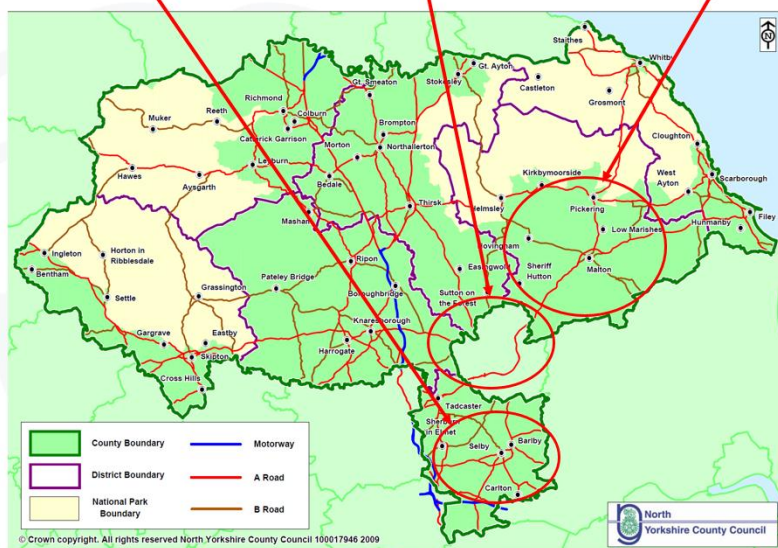 Staithes
Whitby
Gt. Ayton
Stokesley
Castleton
Grosmont
Gt. Smeaton
Richmond
Colburn
Reeth
Muker
Catterick Garrison
Brompton
Cloughton
Morton
Northallerton
Leyburn
Hawes
Aysgarth
Bedale
Kirkbymoorside
West
Ayton
Scarborough
Thirsk
Helmsley
Pickering
Masham
Filey
Hunmanby
Low Marishes
Hovingham
Ingleton
Horton in
Ribblesdale
Ripon
Easingwold
Sheriff
Hutton
Malton
Bentham
Pateley Bridge
Boroughbridge
Sutton on
the Forest
Settle
Grassington
Knaresborough
Gargrave
Eastby
Harrogate
Skipton
Cross Hills
Tadcaster
Sherburn
in Elmet
Selby
Barlby
Carlton
County Boundary
Motorway
District Boundary
A Road
National Park
Boundary
B Road
N
North
Yorkshire County Council
© Crown copyright. All rights reserved North Yorkshire County Council 100017946 2009